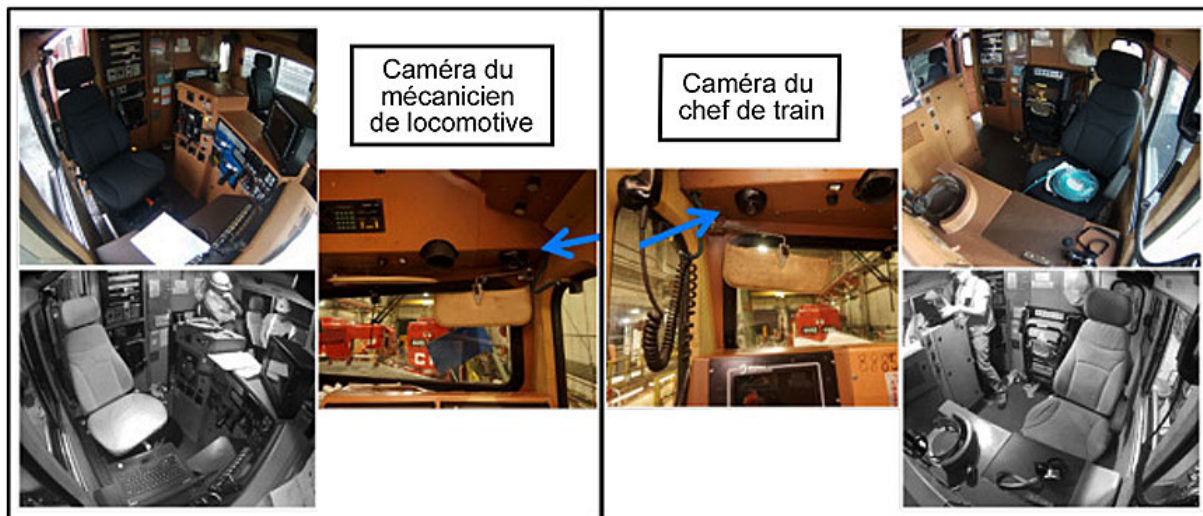 Caméra du
mécanicien
de locomotive
Caméra du
chef de train